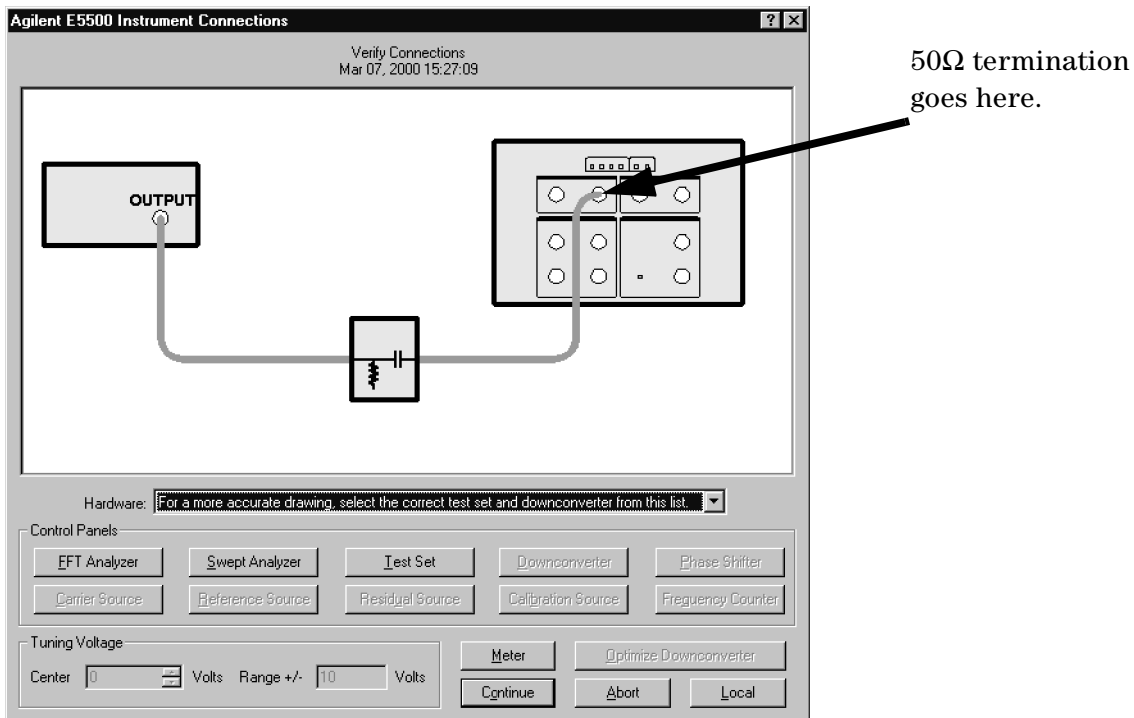 Agilent E5500 Instrument Connections
Verify Connections
Mar 07, 2000 15:27:09
50Ω termination
goes here.
OUTPUT
Hardware: For a more accurate drawing, select the correct test set and downconverter from this list.
Control Panels
FFT Analyzer Swept Analyzer Test Set Downconverter Phase Shifter
Carrier Source Reference Source Residual Source Calibration Source Frequency Counter
Tuning Voltage
Center 0 Volts Range +/- 10 Volts
Meter Optimize Downconverter
Continue Abort Local